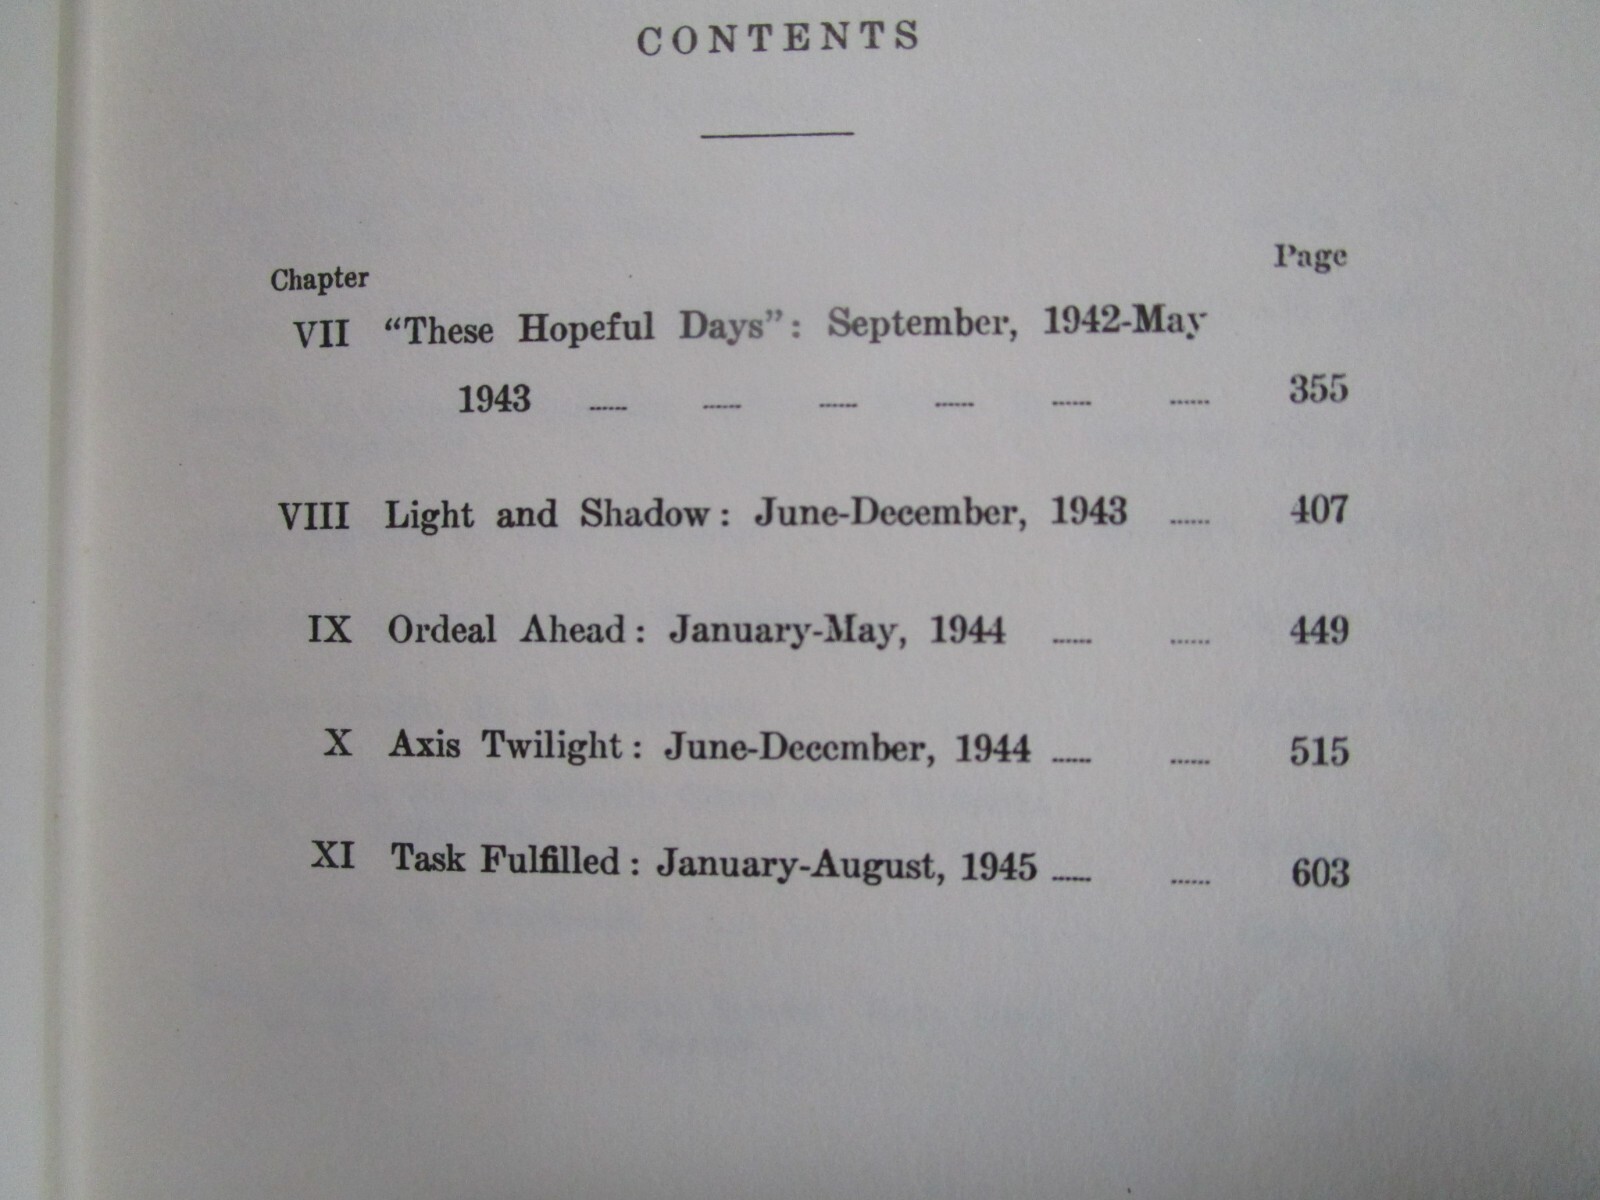 CONTENTS
Chapter Page
VII "These Hopeful Days": September, 1942-May
1943 ...... ...... ...... ...... ...... ...... 355
VIII Light and Shadow: June-December, 1943 ...... 407
IX Ordeal Ahead: January-May, 1944 ...... ...... 449
X Axis Twilight: June-December, 1944 ...... ...... 515
XI Task Fulfilled: January-August, 1945 ...... ...... 603